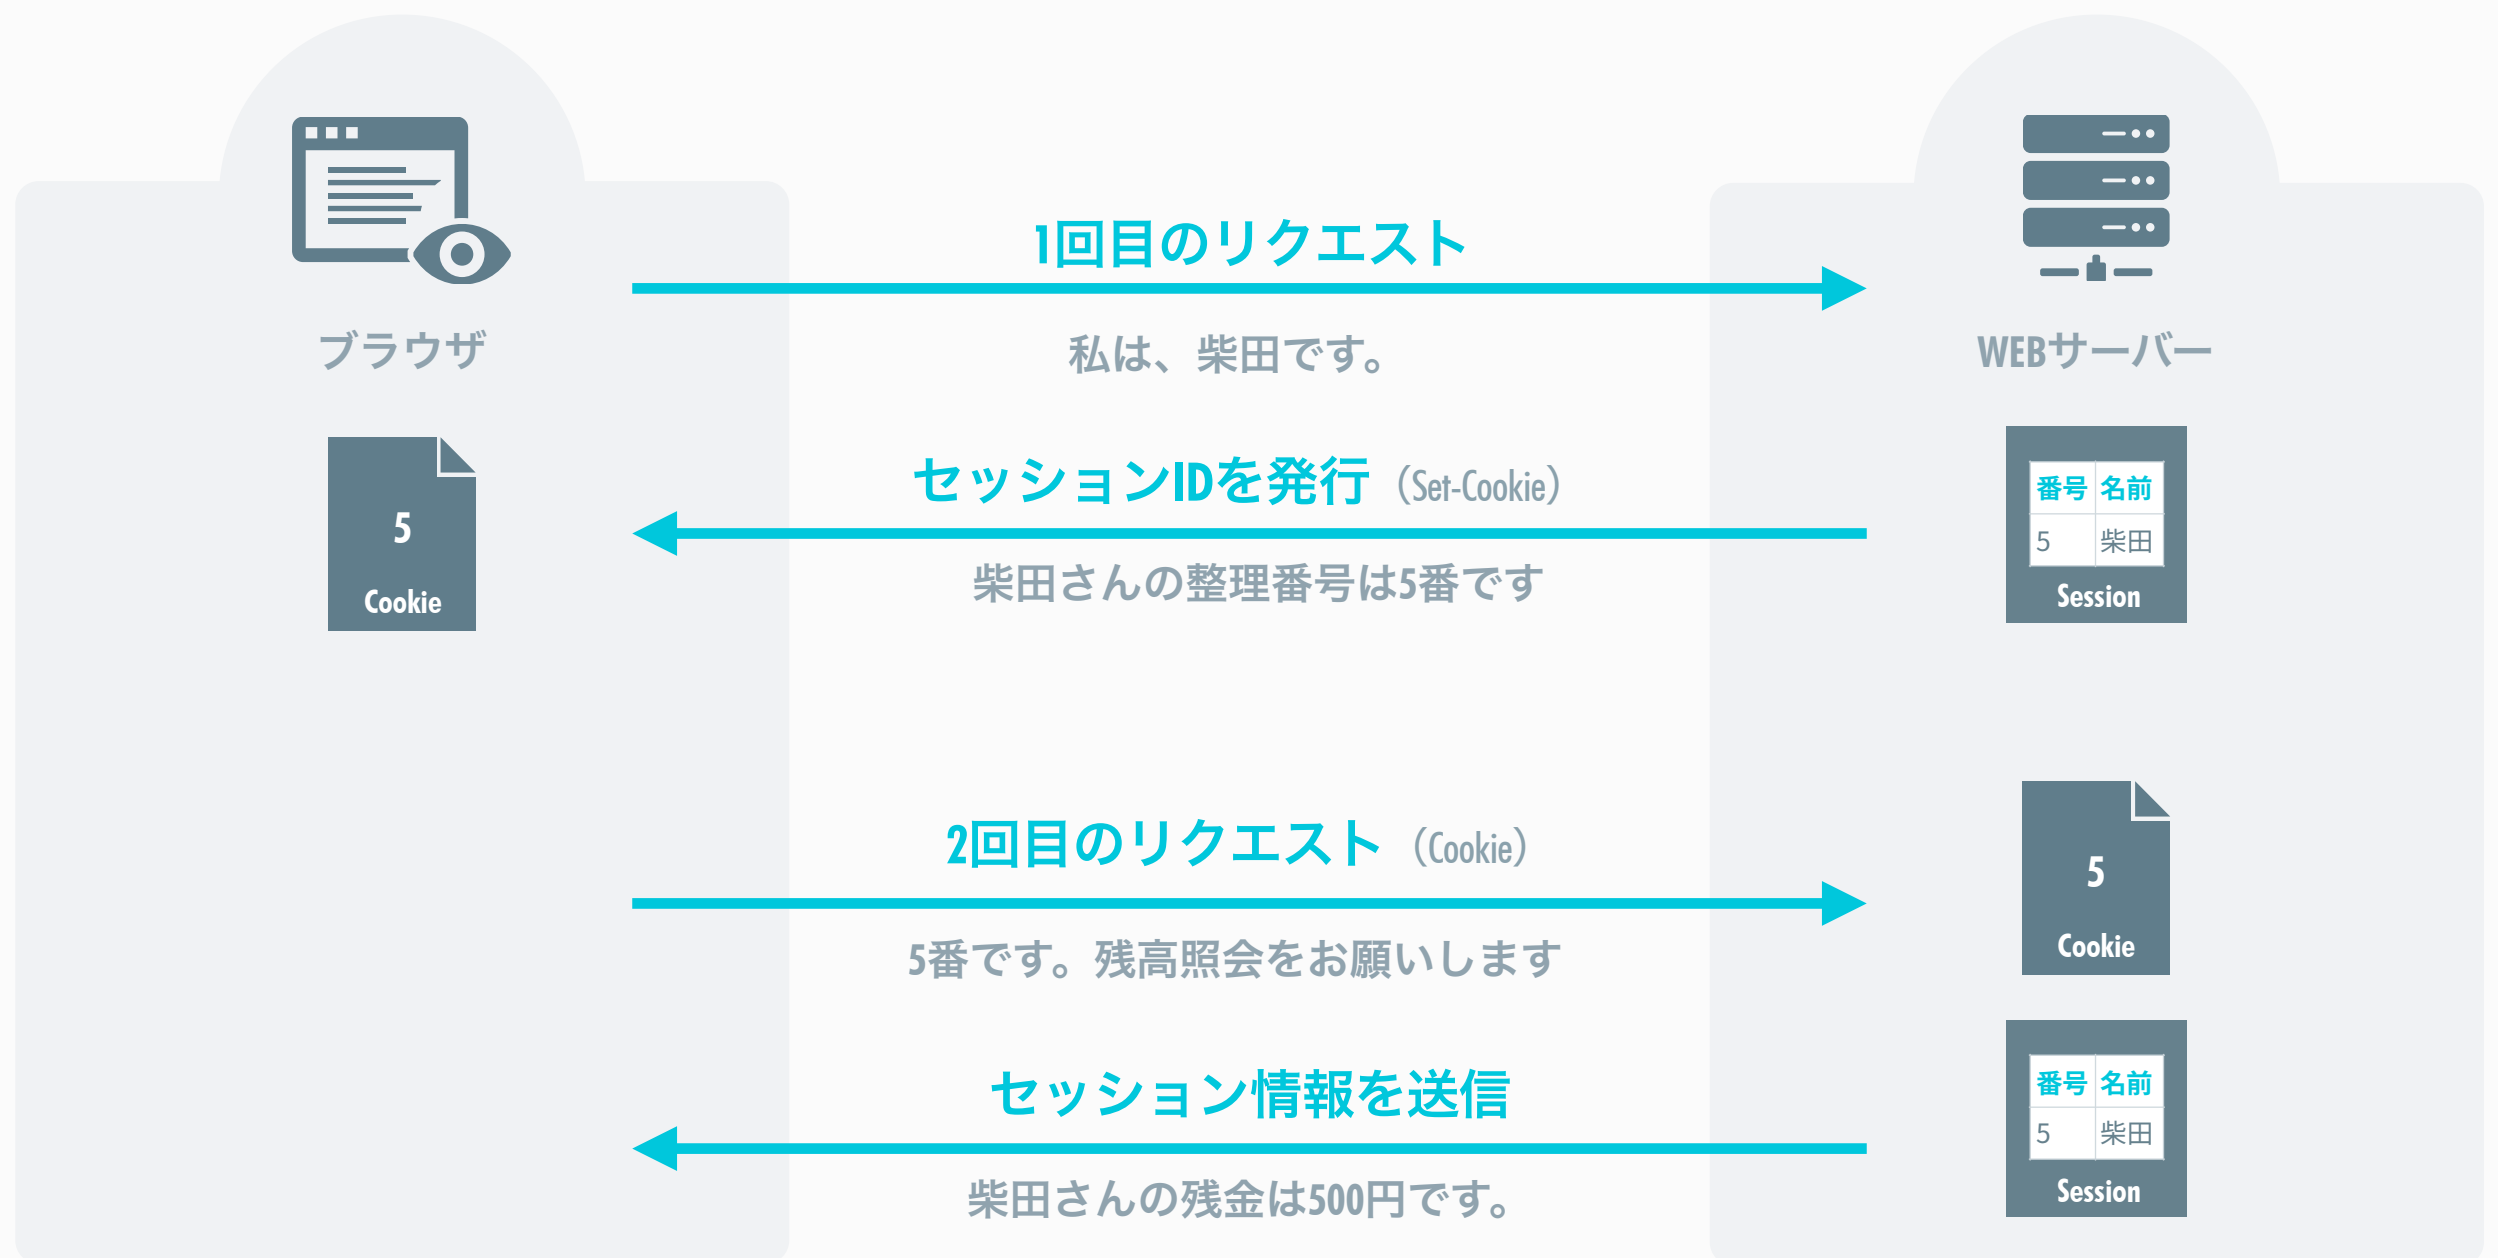 1回目のリクエスト
ブラウザ
私は、柴田です。
WEBサーバー
セッションIDを発行（Set-Cookie）
番号 名前
5
5 柴田
柴田さんの整理番号は5番です
Cookie
Session
2回目のリクエスト（Cookie）
5
5番です。残高照会をお願いします
Cookie
セッション情報を送信
番号 名前
5 柴田
柴田さんの残金は500円です。
Session